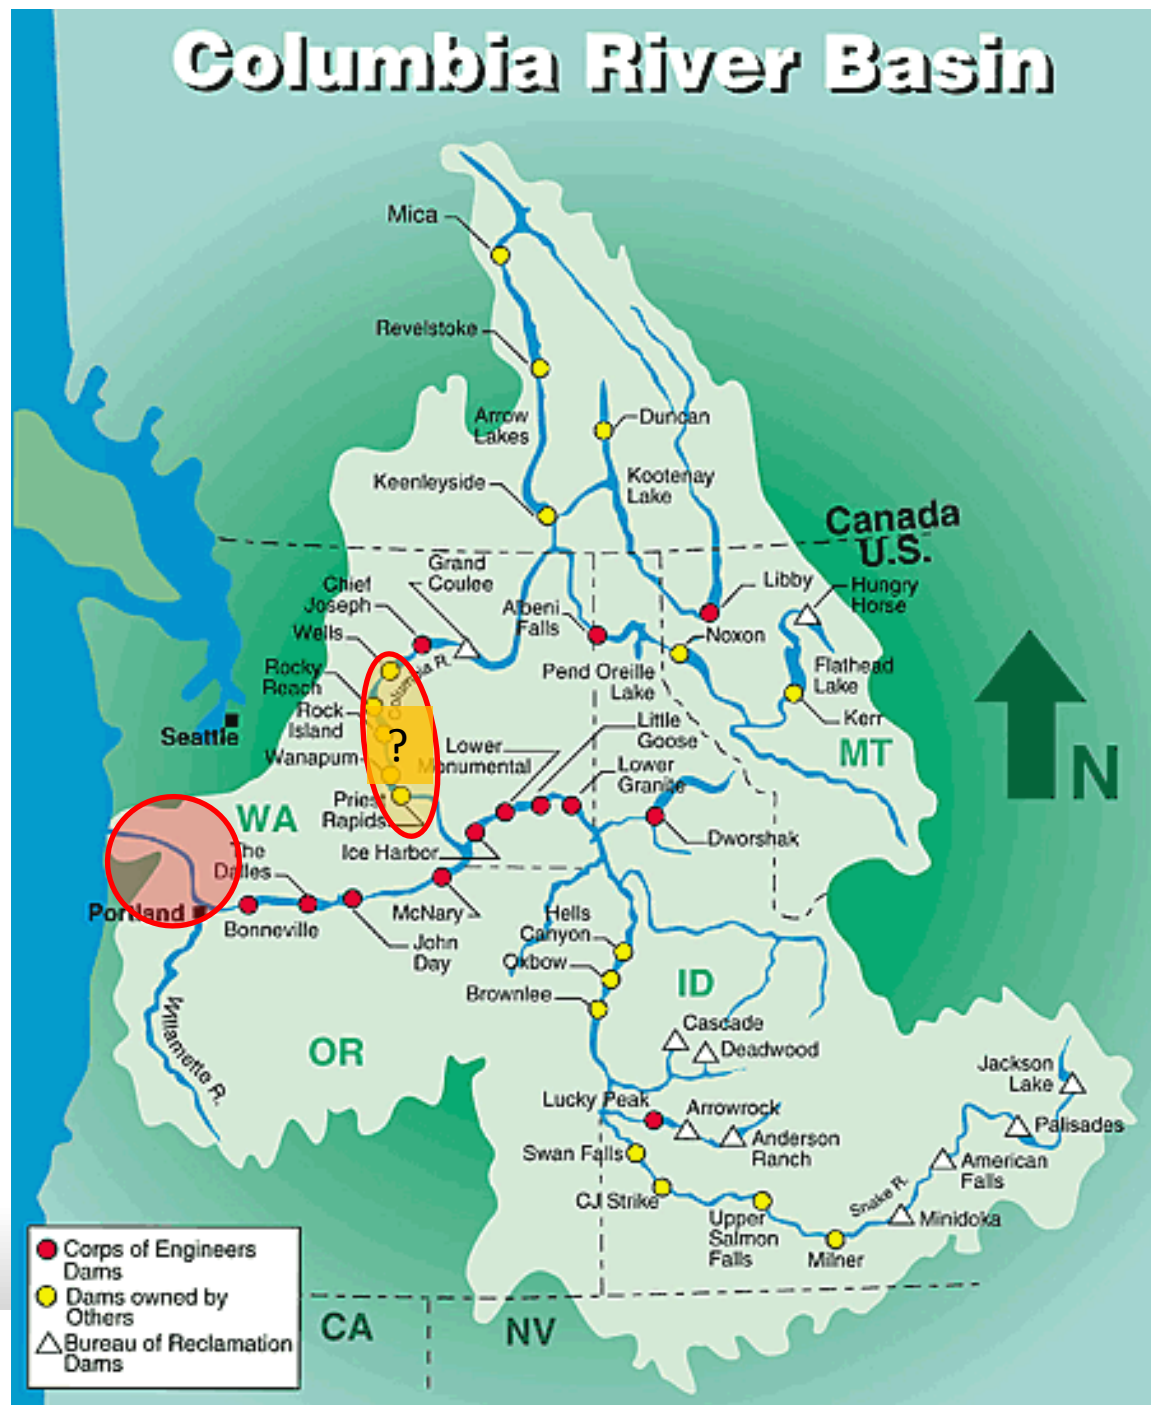 Columbia River Basin
Mica
Revelstoke
Arrow
Lakes
Duncan
Keenleyside
Kootenay
Lake
Canada
U.S.
Grand
Coulee
Chief
Joseph
Libby
Hungry
Horse
Albeni
Falls
Wells
Noxon
Columbia R.
Rocky
Reach
Pend Oreille
Lake
Flathead
Lake
Rock
Island
Kerr
Little
Goose
Seattle
?
Wanapum
Lower
Monumental
Lower
Granite
MT
N
Priest
Rapids
WA
Dworshak
Ice Harbor
The
Dalles
Portland
Bonneville
McNary
John
Day
Hells
Canyon
Oxbow
Brownlee
ID
Willamette R.
OR
Cascade
Deadwood
Jackson
Lake
Lucky Peak
Arrowrock
Palisades
Anderson
Ranch
Swan Falls
American
Falls
CJ Strike
Snake R.
Upper
Salmon
Falls
Minidoka
Milner
Corps of Engineers
Dams
Dams owned by
Others
Bureau of Reclamation
Dams
CA
NV